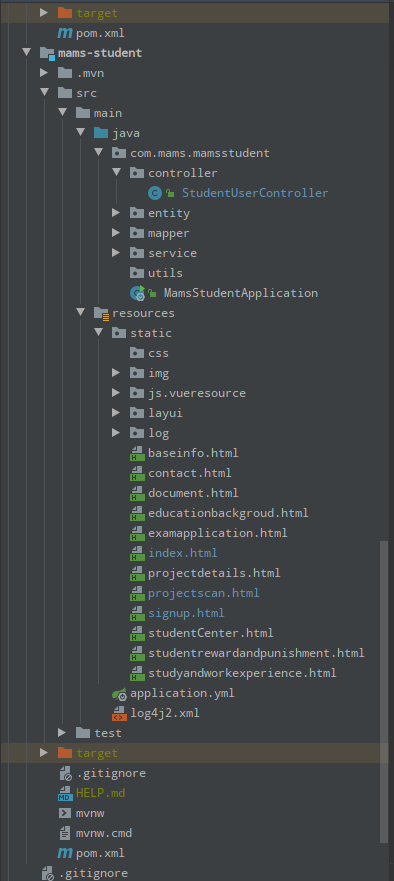 target
pom.xml
mams-student
.mvn
src
main
java
com.mams.mamsstudent
controller
StudentUserController
entity
mapper
service
utils
MamsStudentApplication
resources
static
css
img
js.vueresource
layui
log
baseinfo.html
contact.html
document.html
educationbackgroud.html
examapplication.html
index.html
projectdetails.html
projectscan.html
signup.html
studentCenter.html
studentrewardandpunishment.html
studyandworkexperience.html
application.yml
log4j2.xml
test
target
.gitignore
HELP.md
mvnw
mvnw.cmd
pom.xml
.gitignore